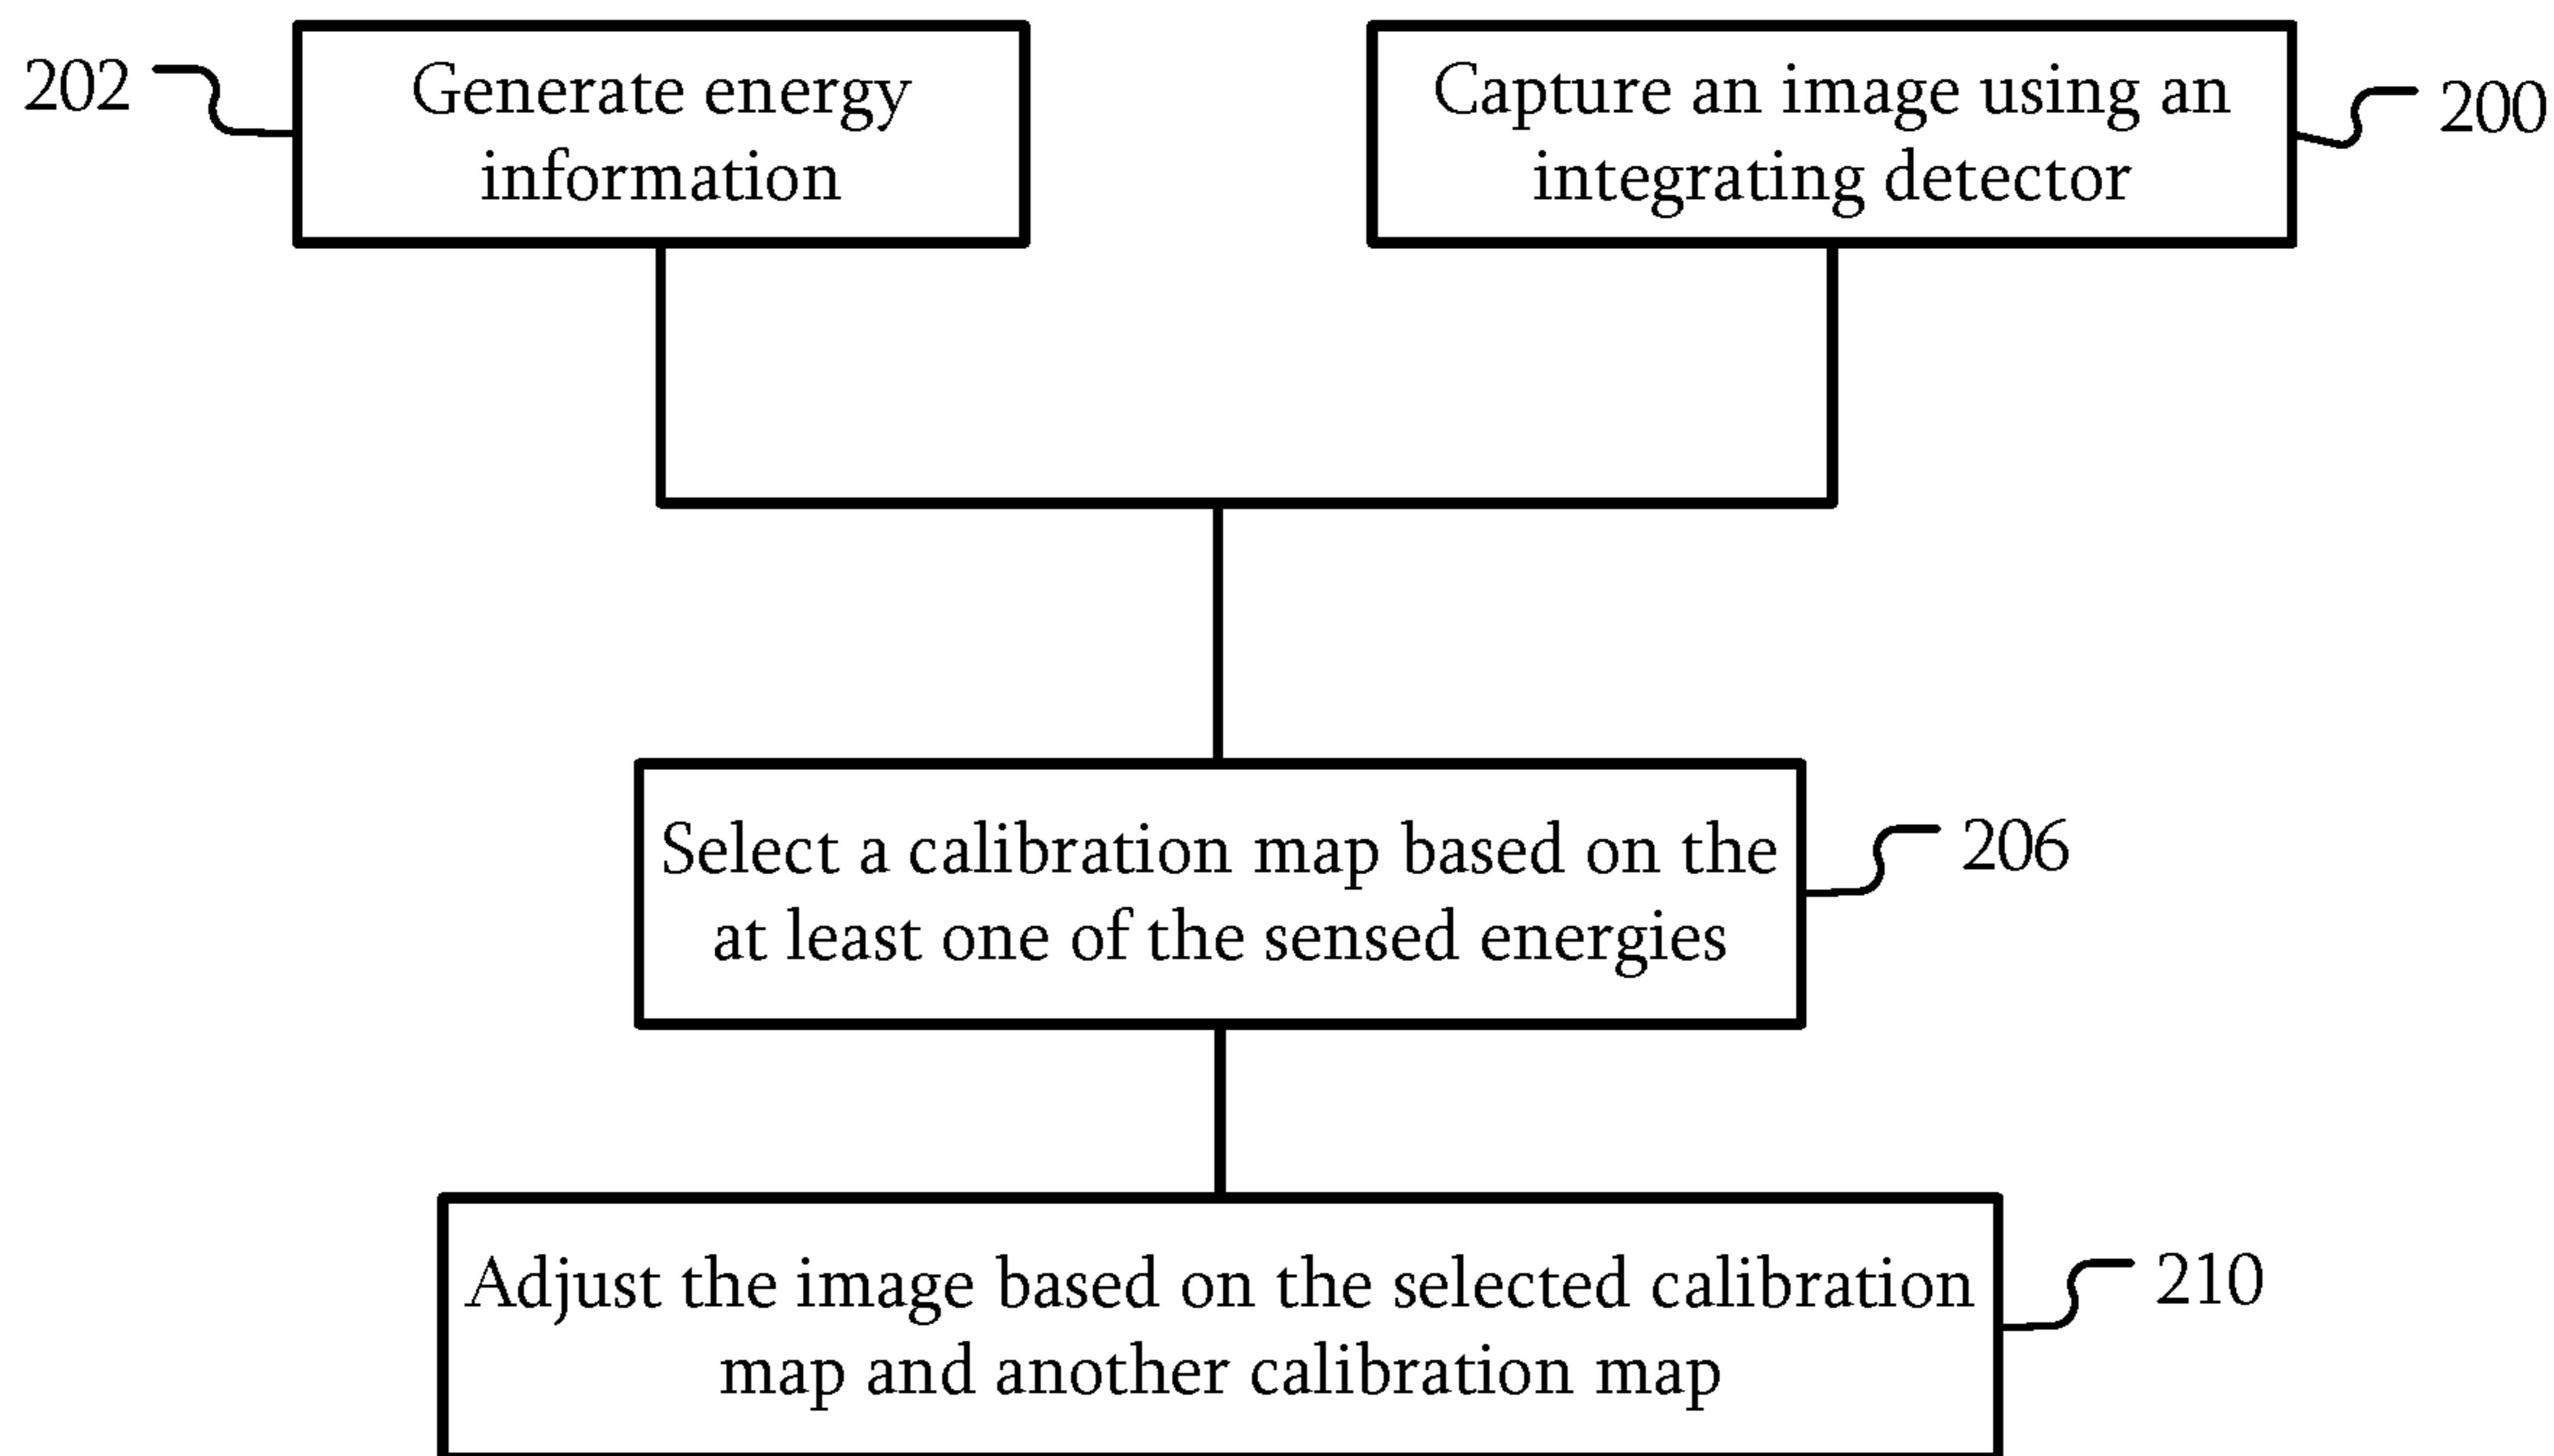 202
Generate energy
information
Capture an image using an
integrating detector
200
Select a calibration map based on the
at least one of the sensed energies
206
Adjust the image based on the selected calibration
map and another calibration map
210